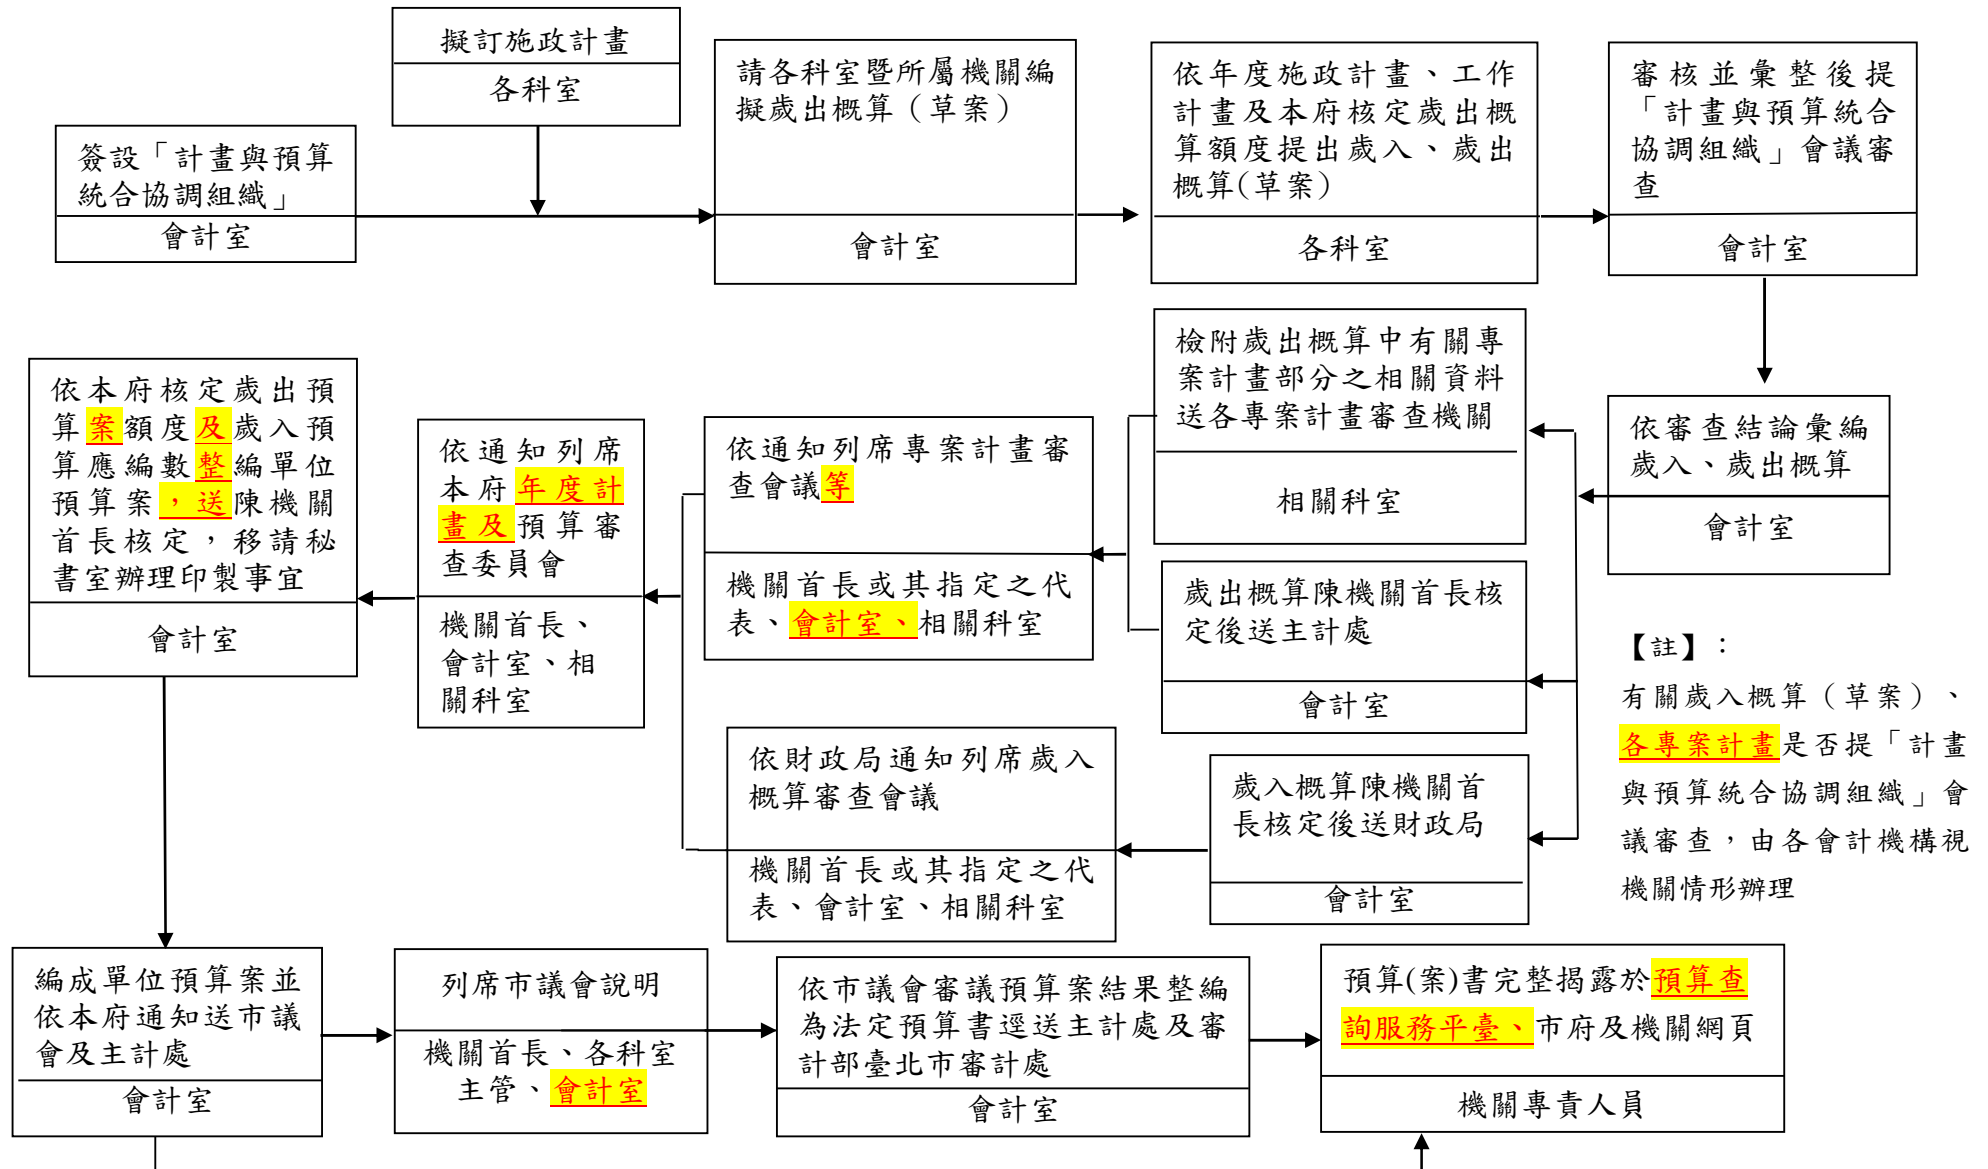 擬訂施政計畫
各科室
簽設「計畫與預算
統合協調組織」
會計室
請各科室暨所屬機關編
擬歲出概算（草案）
會計室
依年度施政計畫、工作
計畫及本府核定歲出概
算額度提出歲入、歲出
概算(草案)
各科室
審核並彙整後提
「計畫與預算統合
協調組織」會議審
查
會計室
依審查結論彙編
歲入、歲出概算
會計室
檢附歲出概算中有關專
案計畫部分之相關資料
送各專案計畫審查機關
相關科室
歲出概算陳機關首長核
定後送主計處
會計室
歲入概算陳機關首
長核定後送財政局
會計室
依通知列席專案計畫審
查會議等
機關首長或其指定之代
表、會計室、相關科室
依財政局通知列席歲入
概算審查會議
機關首長或其指定之代
表、會計室、相關科室
依通知列席
本府年度計
畫及預算審
查委員會
機關首長、
會計室、相
關科室
依本府核定歲出預
算案額度及歲入預
算應編數整編單位
預算案，送陳機關
首長核定，移請秘
書室辦理印製事宜
會計室
【註】：
有關歲入概算（草案）、
各專案計畫是否提「計畫
與預算統合協調組織」會
議審查，由各會計機構視
機關情形辦理
編成單位預算案並
依本府通知送市議
會及主計處
會計室
列席市議會說明
機關首長、各科室
主管、會計室
依市議會審議預算案結果整編
為法定預算書逕送主計處及審
計部臺北市審計處
會計室
預算(案)書完整揭露於預算查
詢服務平臺、市府及機關網頁
機關專責人員